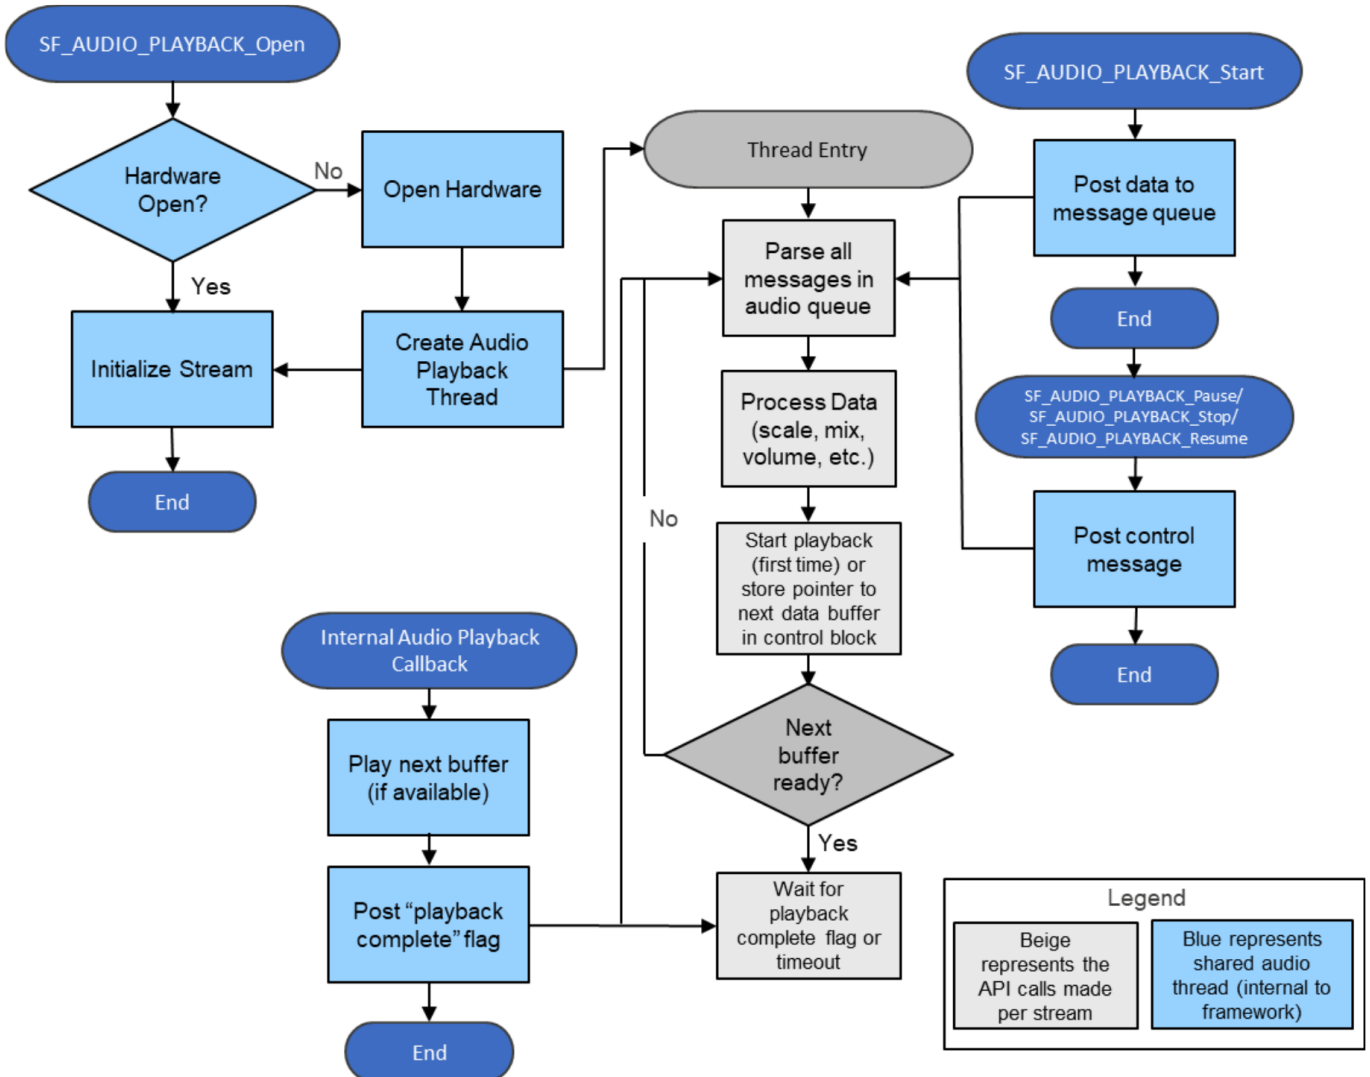 SF_AUDIO_PLAYBACK_Open
Hardware
Open?
No
Open Hardware
Yes
Initialize Stream
Create Audio
Playback
Thread
End
Thread Entry
Parse all
messages in
audio queue
Process Data
(scale, mix,
volume, etc.)
Start playback
(first time) or
store pointer to
next data buffer
in control block
No
Next
buffer
ready?
Yes
Wait for
playback
complete flag or
timeout
SF_AUDIO_PLAYBACK_Start
Post data to
message queue
End
SF_AUDIO_PLAYBACK_Pause/
SF_AUDIO_PLAYBACK_Stop/
SF_AUDIO_PLAYBACK_Resume
Post control
message
End
Internal Audio Playback
Callback
Play next buffer
(if available)
Post “playback
complete” flag
End
Legend
Beige
represents the
API calls made
per stream
Blue represents
shared audio
thread (internal to
framework)